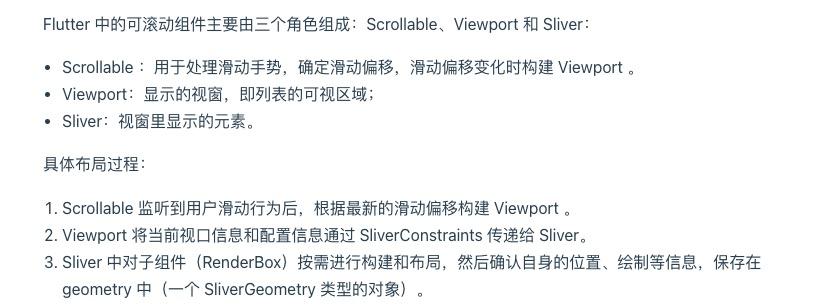 Flutter 中的可滚动组件主要由三个角色组成：Scrollable、Viewport 和 Sliver：
• Scrollable ：用于处理滑动手势，确定滑动偏移，滑动偏移变化时构建 Viewport 。
• Viewport：显示的视窗，即列表的可视区域；
• Sliver：视窗里显示的元素。
具体布局过程：
1. Scrollable 监听到用户滑动行为后，根据最新的滑动偏移构建 Viewport 。
2. Viewport 将当前视口信息和配置信息通过 SliverConstraints 传递给 Sliver。
3. Sliver 中对子组件（RenderBox）按需进行构建和布局，然后确认自身的位置、绘制等信息，保存在
geometry 中（一个 SliverGeometry 类型的对象）。